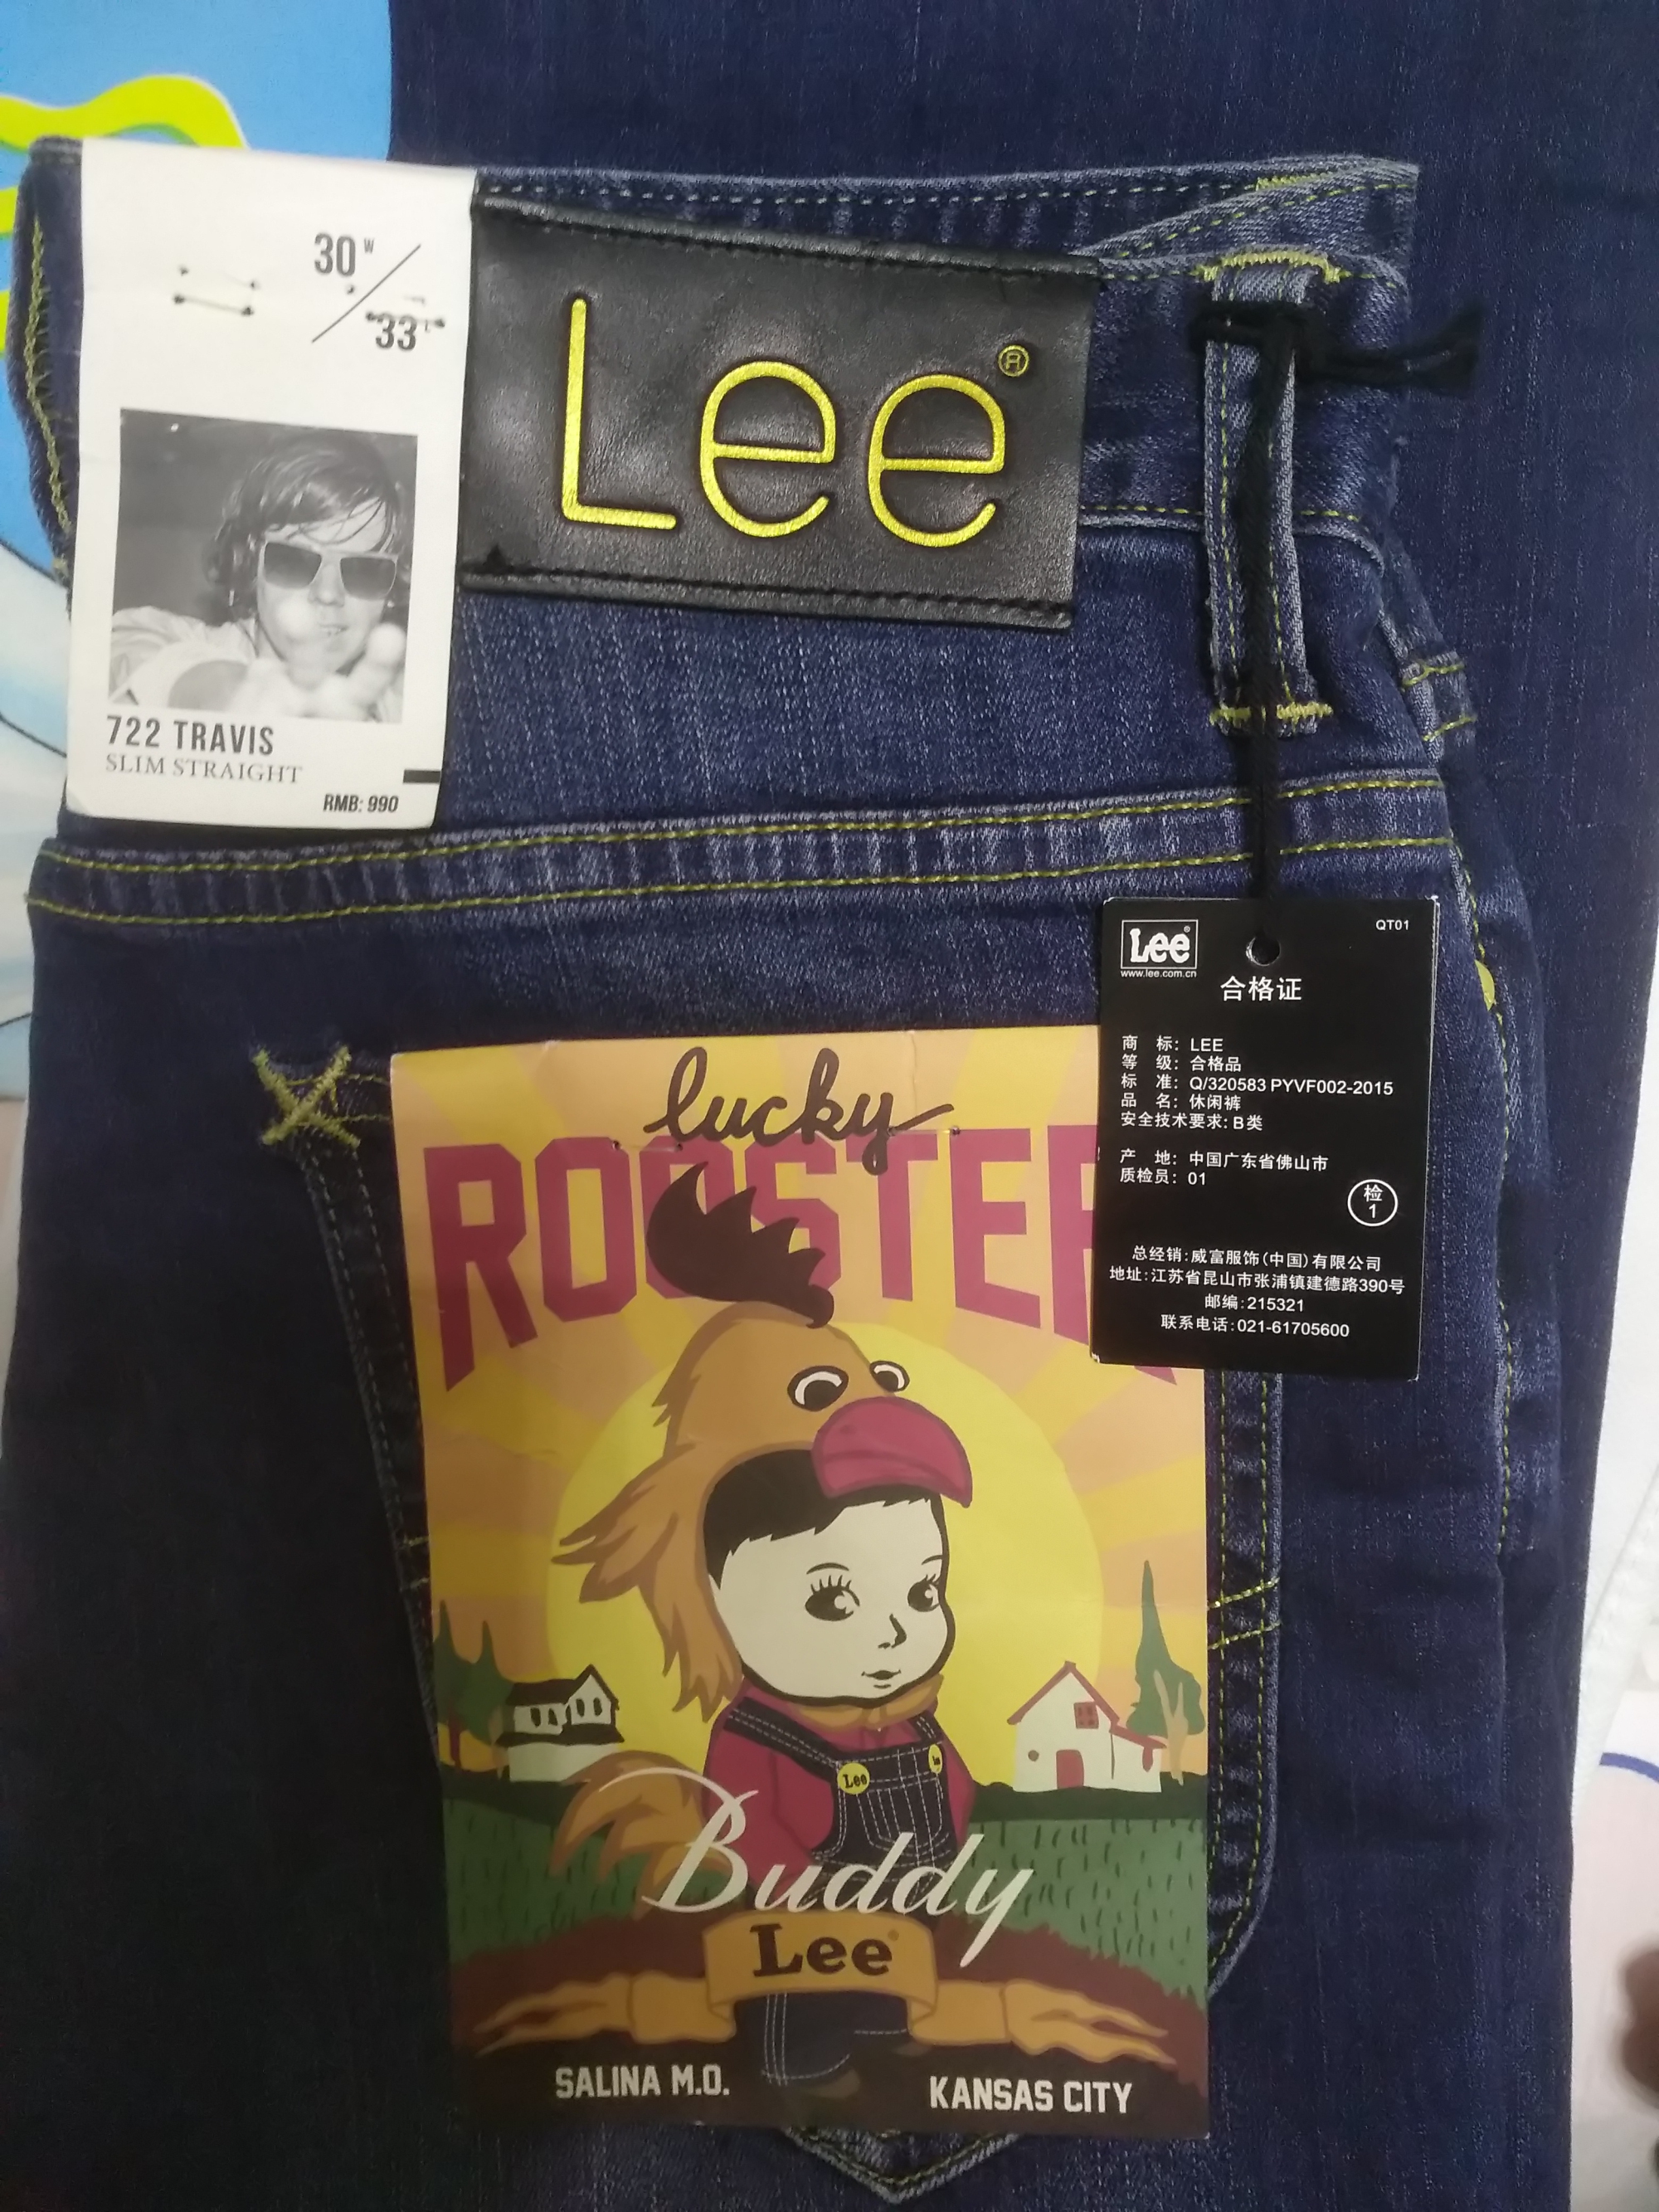 30W
33L
Lee®
722 TRAVIS
SLIM STRAIGHT
RMB: 990
Lee®
QT01
www.lee.com.cn
合格证
商 标: LEE
等 级: 合格品
标 准: Q/320583 PYVF002-2015
品 名: 休闲裤
安全技术要求: B类
产 地: 中国广东省佛山市
质检员: 01
检
1
总经销:威富服饰(中国)有限公司
地址:江苏省昆山市张浦镇建德路390号
邮编:215321
联系电话:021-61705600
lucky
ROOSTER
Lee
Buddy
Lee®
SALINA M.O.
KANSAS CITY